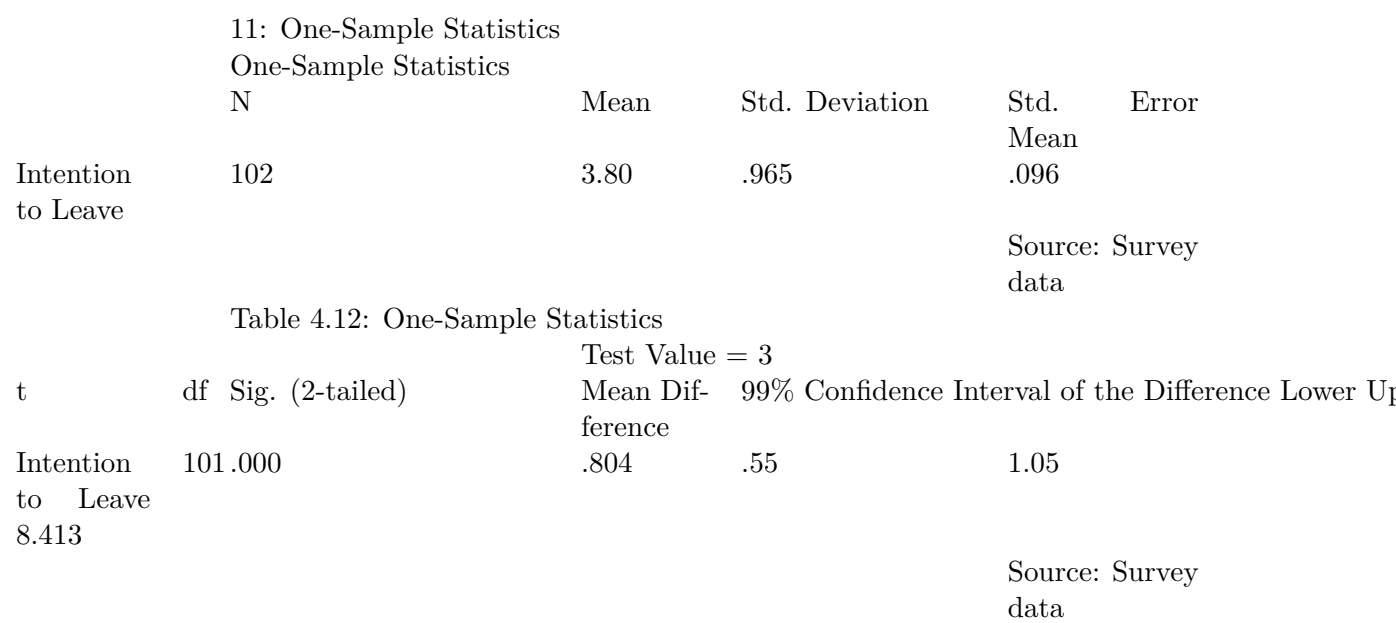 11: One-Sample Statistics
One-Sample Statistics
N Mean Std. Deviation Std. Error
Mean
Intention 102 3.80 .965 .096
to Leave
Source: Survey
data
Table 4.12: One-Sample Statistics
Test Value = 3
t df Sig. (2-tailed) Mean Dif- 99% Confidence Interval of the Difference Lower
ference
Intention 101 .000 .804 .55 1.05
to Leave
8.413
Source: Survey
data